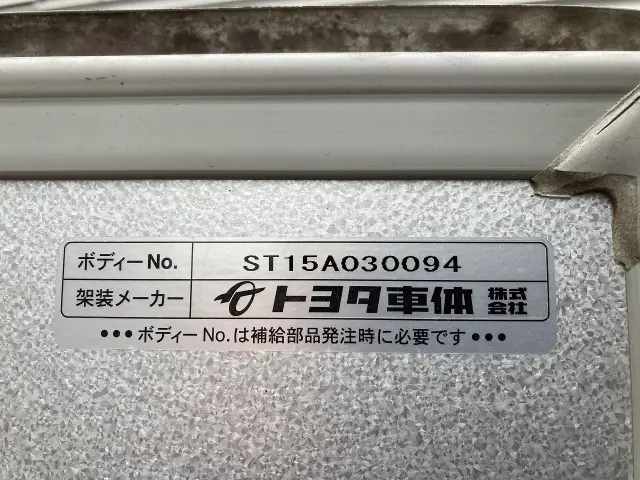 ボディーNo. ST15A030094
架装メーカー トヨタ車体 株式会社
•••ボディーNo.は補給部品発注時に必要です•••